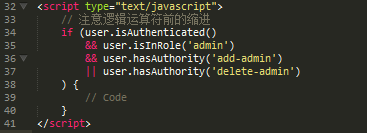 32 <script type="text/javascript">
33 // 注意逻辑运算符前的缩进
34 if (user.isAuthenticated()
35 && user.isInRole('admin')
36 && user.hasAuthority('add-admin')
37 || user.hasAuthority('delete-admin')
38 ) {
39 // Code
40 }
41 </script>